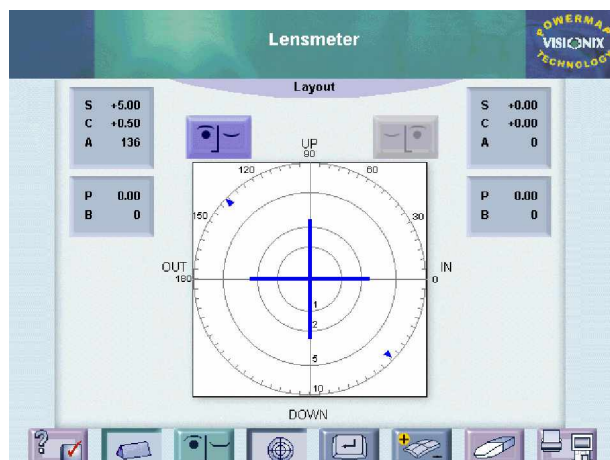 Lensmeter
POWERMAP
VISIONIX
TECHNOLOGY
Layout
S +5.00
C +0.50
A 136
P 0.00
B 0
S +0.00
C +0.00
A 0
P 0.00
B 0
UP
90
120
60
150
30
OUT
180
IN
0
1
2
5
10
DOWN
?